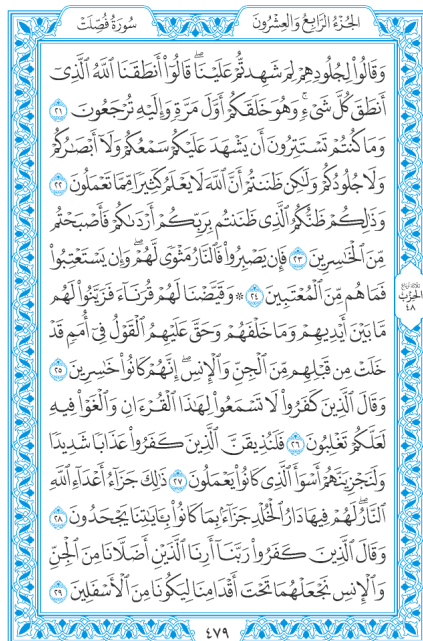 الجزء الرابع والعشرون
سورة فصلت
وَقَالُوا۟ لِجُلُودِهِمْ لِمَ شَهِدتُّمْ عَلَيْنَا ۖ قَالُوٓا۟ أَنطَقَنَا ٱللَّهُ ٱلَّذِىٓ
أَنطَقَ كُلَّ شَىْءٍ ۚ وَهُوَ خَلَقَكُمْ أَوَّلَ مَرَّةٍ وَإِلَيْهِ تُرْجَعُونَ ٢١
وَمَا كُنتُمْ تَسْتَتِرُونَ أَن يَشْهَدَ عَلَيْكُمْ سَمْعُكُمْ وَلَآ أَبْصَٰرُكُمْ
وَلَا جُلُودُكُمْ وَلَٰكِن ظَنَنتُمْ أَنَّ ٱللَّهَ لَا يَعْلَمُ كَثِيرًا مِّمَّا تَعْمَلُونَ ٢٢
وَذَٰلِكُمْ ظَنُّكُمُ ٱلَّذِى ظَنَنتُم بِرَبِّكُمْ أَرْدَىٰكُمْ فَأَصْبَحْتُم
مِّنَ ٱلْخَٰسِرِينَ ٢٣ فَإِن يَصْبِرُوا۟ فَٱلنَّارُ مَثْوًى لَّهُمْ ۖ وَإِن يَسْتَعْتِبُوا۟
فَمَا هُم مِّنَ ٱلْمُعْتَبِينَ ٢٤ ۞ وَقَيَّضْنَا لَهُمْ قُرَنَآءَ فَزَيَّنُوا۟ لَهُم
مَّا بَيْنَ أَيْدِيهِمْ وَمَا خَلْفَهُمْ وَحَقَّ عَلَيْهِمُ ٱلْقَوْلُ فِىٓ أُمَمٍ قَدْ
خَلَتْ مِن قَبْلِهِم مِّنَ ٱلْجِنِّ وَٱلْإِنسِ ۖ إِنَّهُمْ كَانُوا۟ خَٰسِرِينَ ٢٥
وَقَالَ ٱلَّذِينَ كَفَرُوا۟ لَا تَسْمَعُوا۟ لِهَٰذَا ٱلْقُرْءَانِ وَٱلْغَوْا۟ فِيهِ
لَعَلَّكُمْ تَغْلِبُونَ ٢٦ فَلَنُذِيقَنَّ ٱلَّذِينَ كَفَرُوا۟ عَذَابًا شَدِيدًا
وَلَنَجْزِيَنَّهُمْ أَسْوَأَ ٱلَّذِى كَانُوا۟ يَعْمَلُونَ ٢٧ ذَٰلِكَ جَزَآءُ أَعْدَآءِ ٱللَّهِ
ٱلنَّارُ ۖ لَهُمْ فِيهَا دَارُ ٱلْخُلْدِ ۖ جَزَآءًۢ بِمَا كَانُوا۟ بِـَٔايَٰتِنَا يَجْحَدُونَ ٢٨
وَقَالَ ٱلَّذِينَ كَفَرُوا۟ رَبَّنَآ أَرِنَا ٱلَّذَيْنِ أَضَلَّانَا مِنَ ٱلْجِنِّ
وَٱلْإِنسِ نَجْعَلْهُمَا تَحْتَ أَقْدَامِنَا لِيَكُونَا مِنَ ٱلْأَسْفَلِينَ ٢٩
الحزب
٤٨
٤٧٩